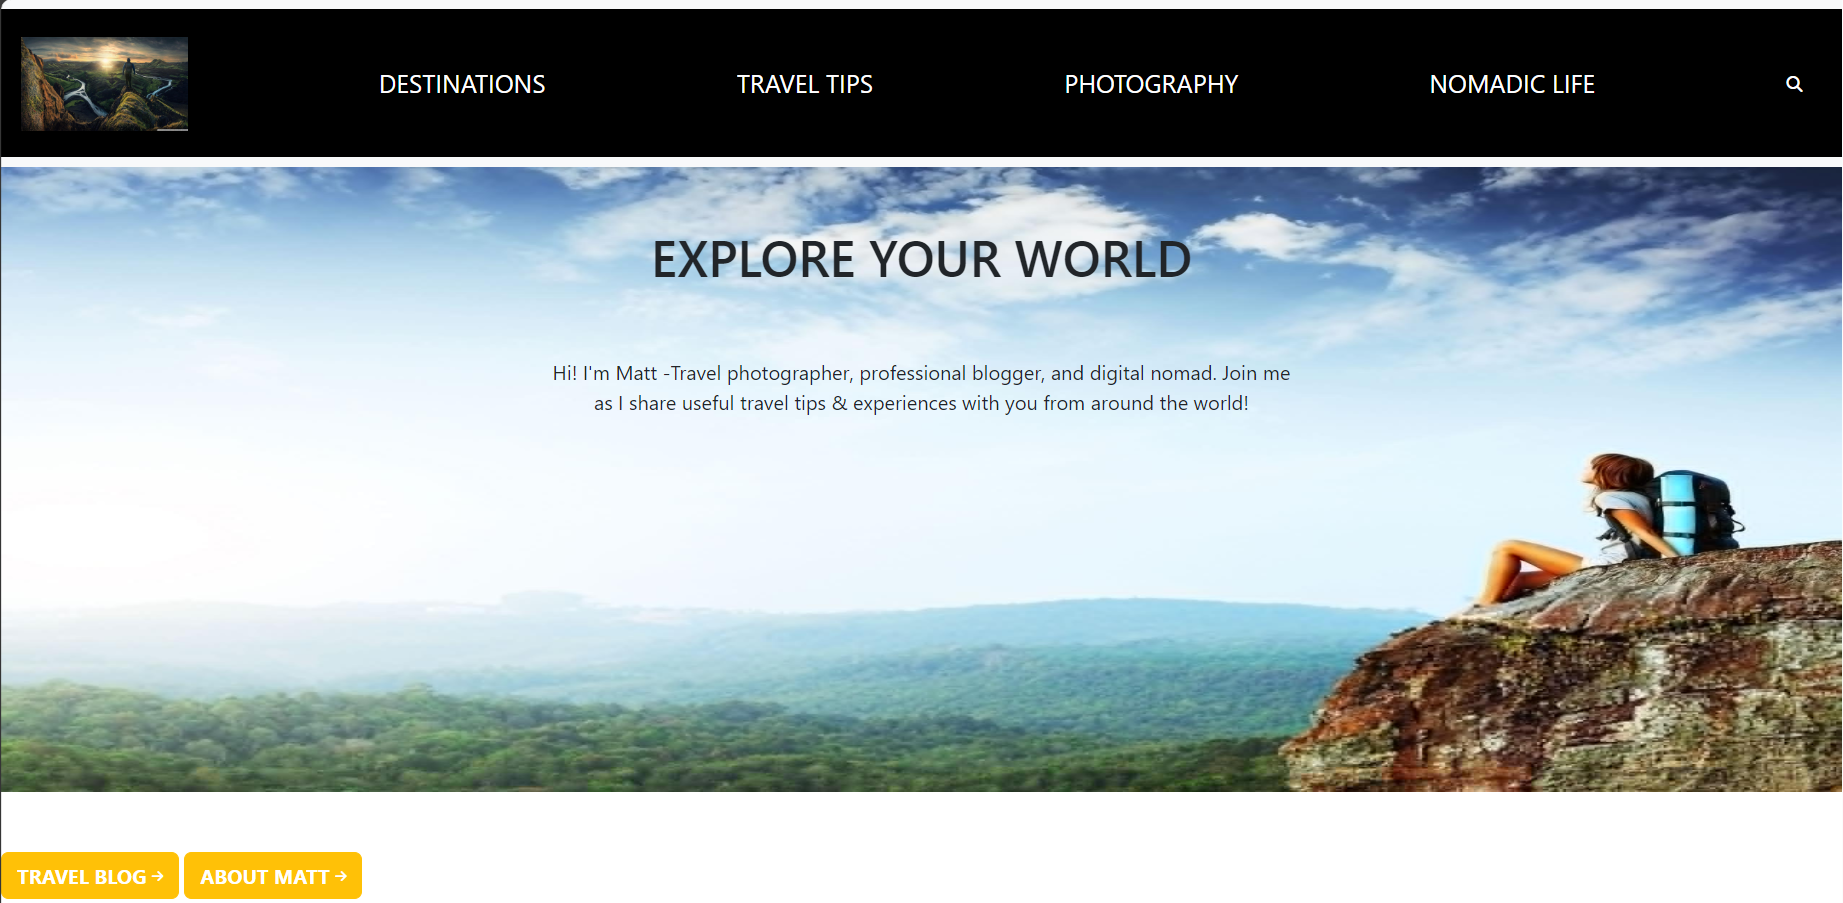 DESTINATIONS TRAVEL TIPS PHOTOGRAPHY NOMADIC LIFE
EXPLORE YOUR WORLD
Hi! I'm Matt -Travel photographer, professional blogger, and digital nomad. Join me
as I share useful travel tips & experiences with you from around the world!
TRAVEL BLOG → ABOUT MATT →